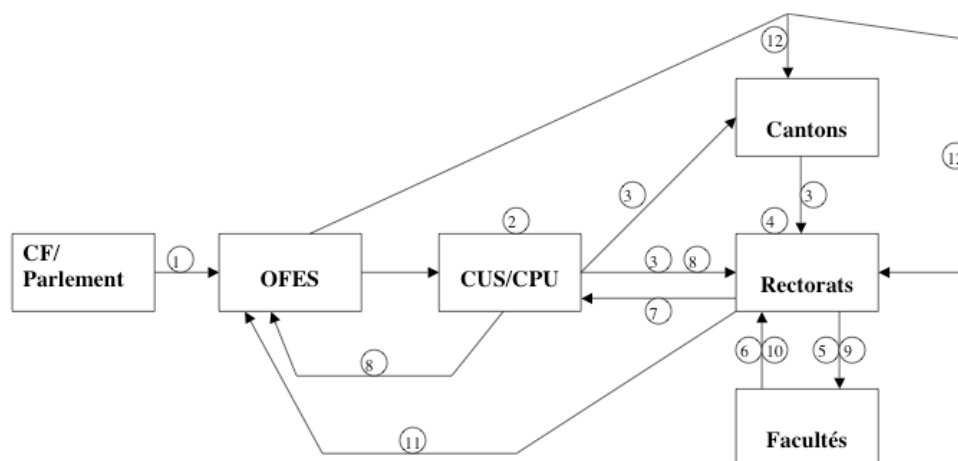 12
Cantons
12
3
3
2
4
CF/
Parlement
1
OFES
CUS/CPU
3
8
Rectorats
7
8
6
10
5
9
11
Facultés